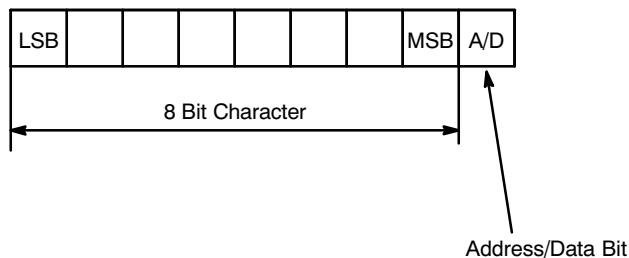 LSB MSB A/D
8 Bit Character
Address/Data Bit